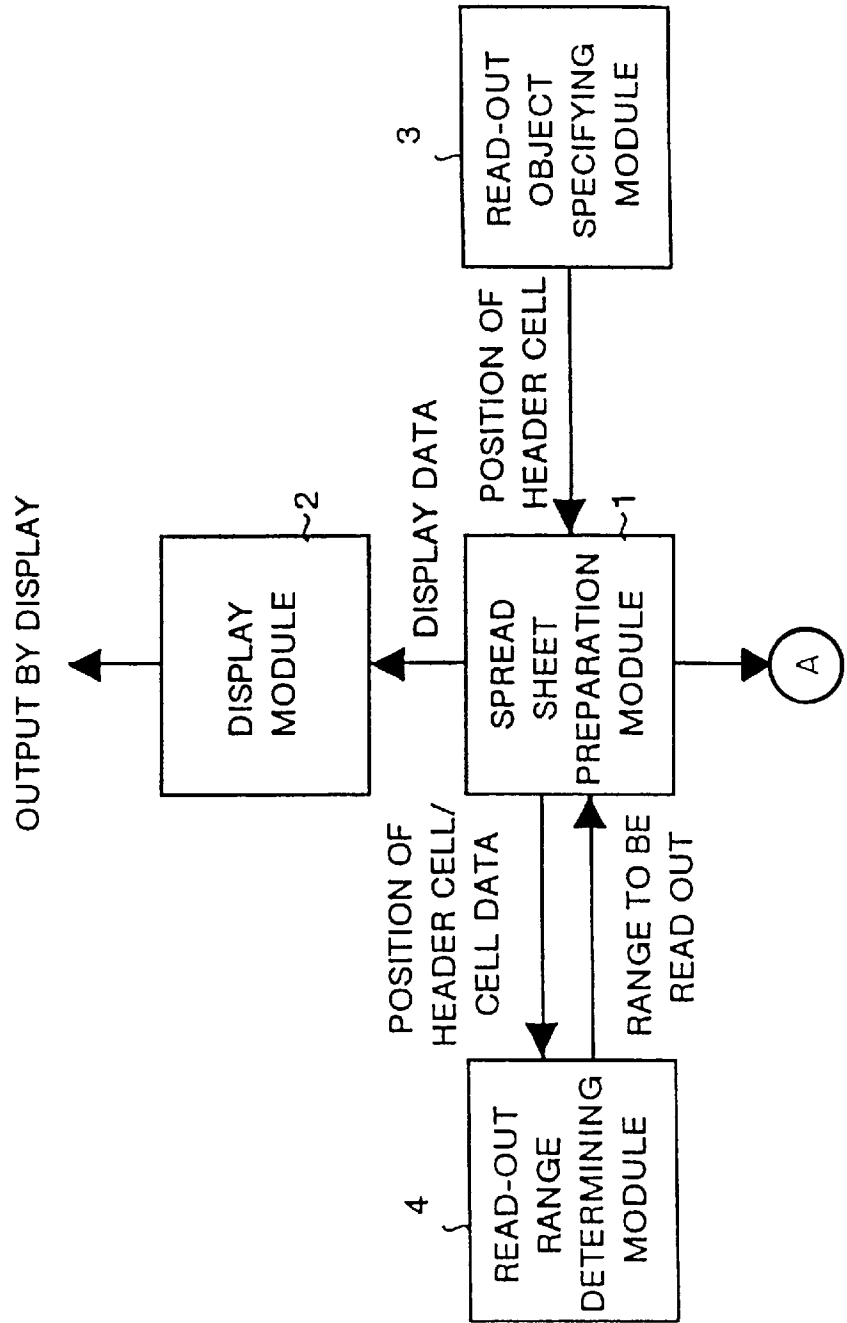 OUTPUT BY DISPLAY
DISPLAY
MODULE
2
DISPLAY DATA
4
READ-OUT
RANGE
DETERMINING
MODULE
POSITION OF
HEADER CELL/
CELL DATA
RANGE TO BE
READ OUT
SPREAD
SHEET
PREPARATION
MODULE
1
POSITION OF
HEADER CELL
3
READ-OUT
OBJECT
SPECIFYING
MODULE
A